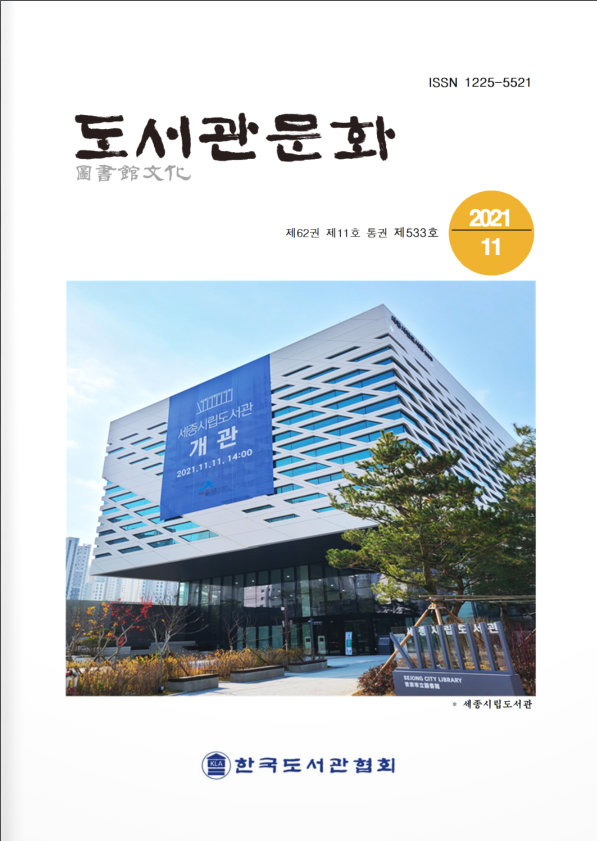 ISSN 1225-5521
도서관문화
圖書館文化
제62권 제11호 통권 제533호
2021
11
세종시립도서관
개관
2021.11.11. 14:00
세종시립도서관
SEJONG CITY LIBRARY
세종시립도서관
KLA 한국도서관협회